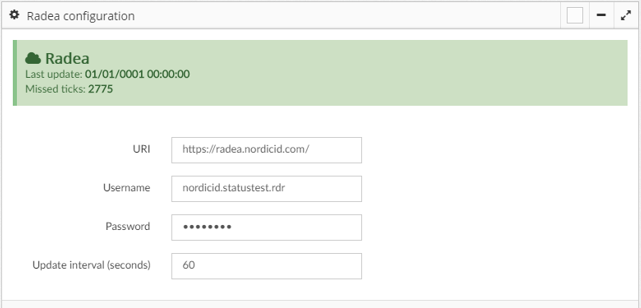 Radea configuration
Radea
Last update: 01/01/0001 00:00:00
Missed ticks: 2775
URI https://radea.nordicid.com/
Username nordicid.statustest.rdr
Password ••••••••
Update interval (seconds) 60